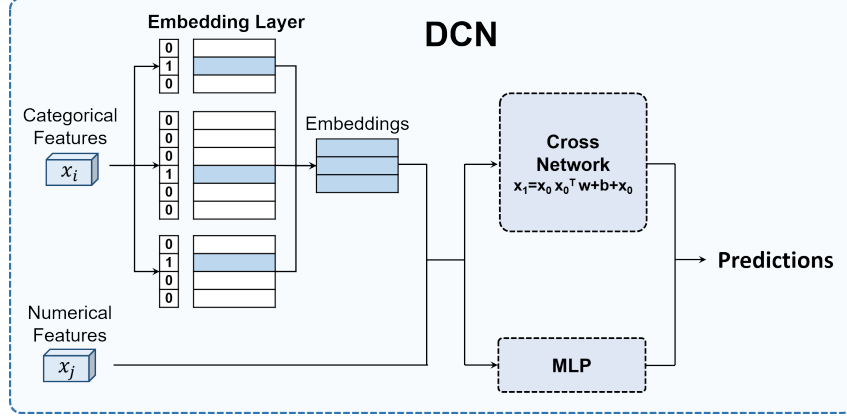 DCN
Embedding Layer
0
1
0
Categorical
Features
x_i
0
0
0
1
0
0
0
1
0
0
Embeddings
Cross
Network
x₁=x₀ x₀ᵀ w+b+x₀
Predictions
Numerical
Features
x_j
MLP